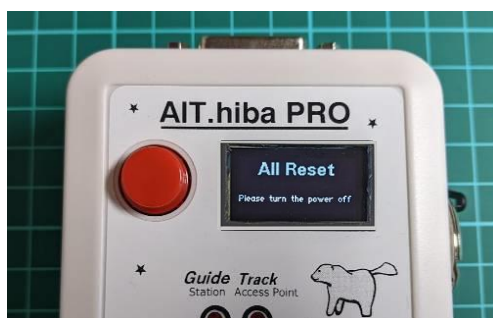 AIT.hiba PRO
All Reset
Please turn the power off
Guide Track
Station Access Point